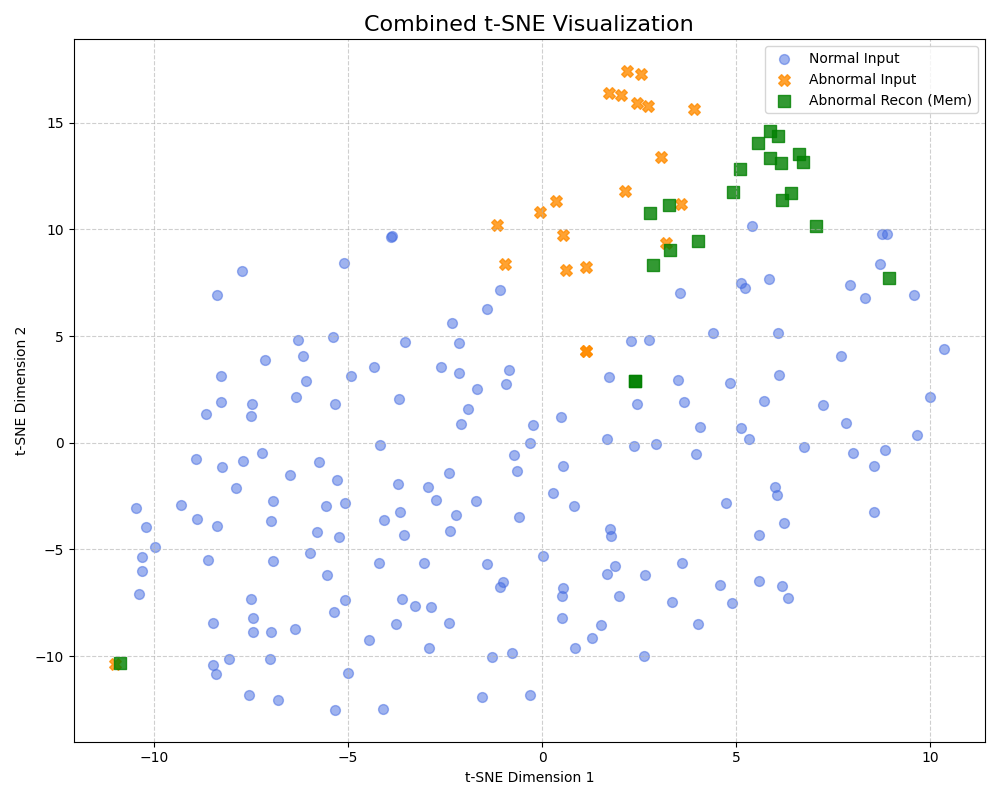 Combined t-SNE Visualization
Normal Input
Abnormal Input
Abnormal Recon (Mem)
15
10
5
0
−5
−10
t-SNE Dimension 2
−10 −5 0 5 10
t-SNE Dimension 1